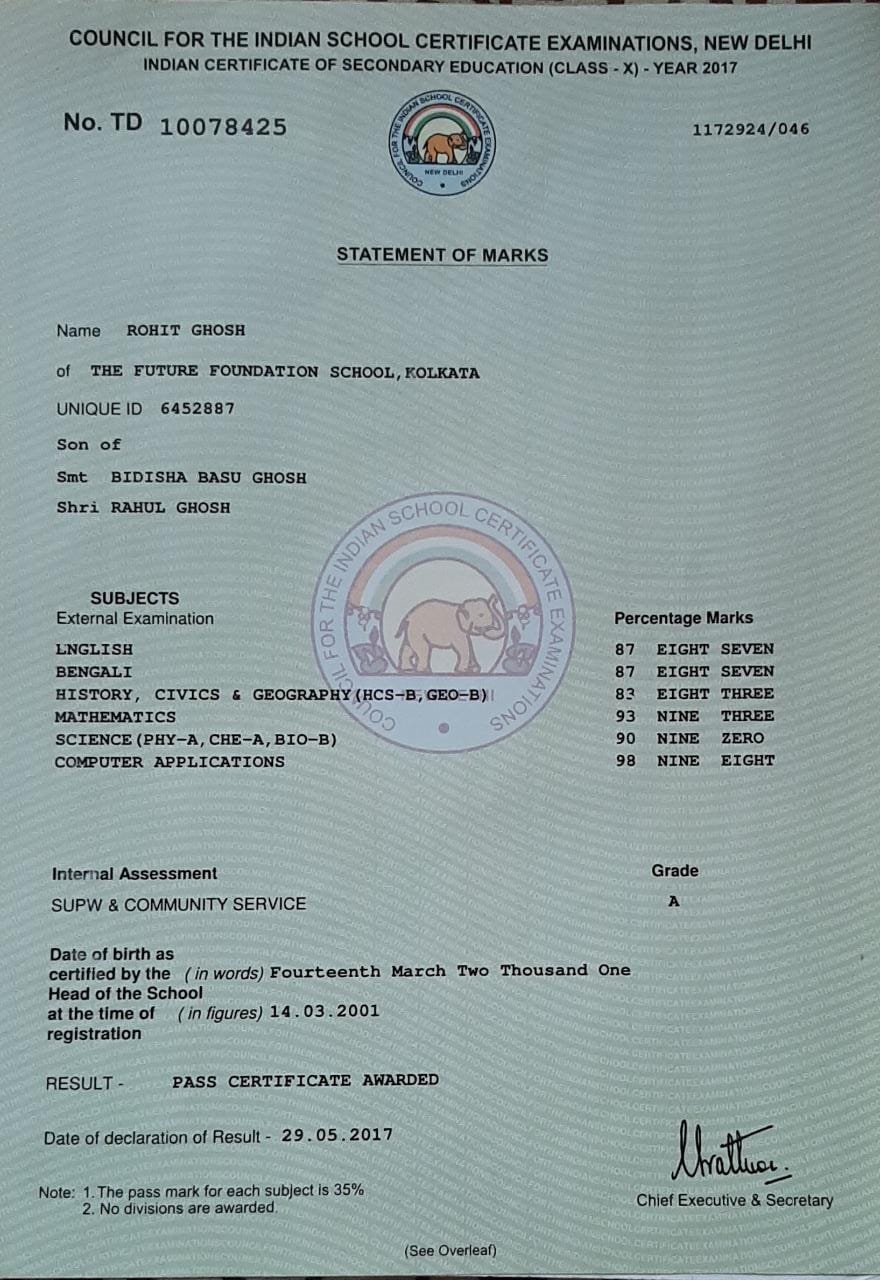 COUNCIL FOR THE INDIAN SCHOOL CERTIFICATE EXAMINATIONS, NEW DELHI
INDIAN CERTIFICATE OF SECONDARY EDUCATION (CLASS - X) - YEAR 2017
No. TD 10078425
1172924/046
COUNCIL FOR THE INDIAN SCHOOL CERTIFICATE EXAMINATIONS
NEW DELHI
STATEMENT OF MARKS
Name ROHIT GHOSH
of THE FUTURE FOUNDATION SCHOOL,KOLKATA
UNIQUE ID 6452887
Son of
Smt BIDISHA BASU GHOSH
Shri RAHUL GHOSH
COUNCIL FOR THE INDIAN SCHOOL CERTIFICATE EXAMINATIONS
SUBJECTS
External Examination Percentage Marks
LNGLISH 87 EIGHT SEVEN
BENGALI 87 EIGHT SEVEN
HISTORY, CIVICS & GEOGRAPHY(HCS-B,GEO-B) 83 EIGHT THREE
MATHEMATICS 93 NINE THREE
SCIENCE(PHY-A,CHE-A,BIO-B) 90 NINE ZERO
COMPUTER APPLICATIONS 98 NINE EIGHT
Internal Assessment Grade
SUPW & COMMUNITY SERVICE A
Date of birth as
certified by the (in words) Fourteenth March Two Thousand One
Head of the School
at the time of (in figures) 14.03.2001
registration
RESULT - PASS CERTIFICATE AWARDED
Date of declaration of Result - 29.05.2017
Note: 1. The pass mark for each subject is 35%
2. No divisions are awarded.
Chief Executive & Secretary
(See Overleaf)